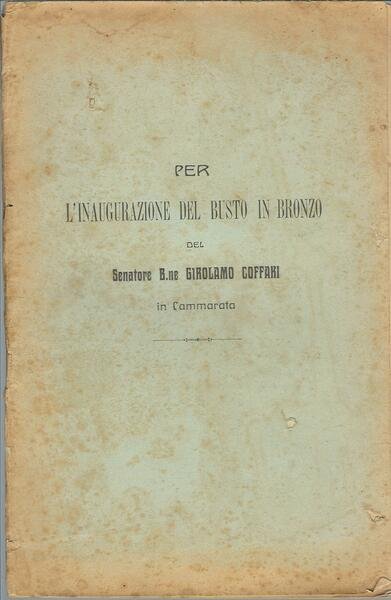 PER
L'INAUGURAZIONE DEL BUSTO IN BRONZO
DEL
Senatore B.ne GIROLAMO COFFARI
in Cammarata